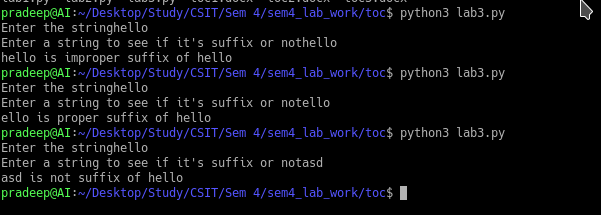 pradeep@AI:~/Desktop/Study/CSIT/Sem 4/sem4_lab_work/toc$ python3 lab3.py
Enter the stringhello
Enter a string to see if it's suffix or nothello
hello is improper suffix of hello
pradeep@AI:~/Desktop/Study/CSIT/Sem 4/sem4_lab_work/toc$ python3 lab3.py
Enter the stringhello
Enter a string to see if it's suffix or notello
ello is proper suffix of hello
pradeep@AI:~/Desktop/Study/CSIT/Sem 4/sem4_lab_work/toc$ python3 lab3.py
Enter the stringhello
Enter a string to see if it's suffix or notasd
asd is not suffix of hello
pradeep@AI:~/Desktop/Study/CSIT/Sem 4/sem4_lab_work/toc$